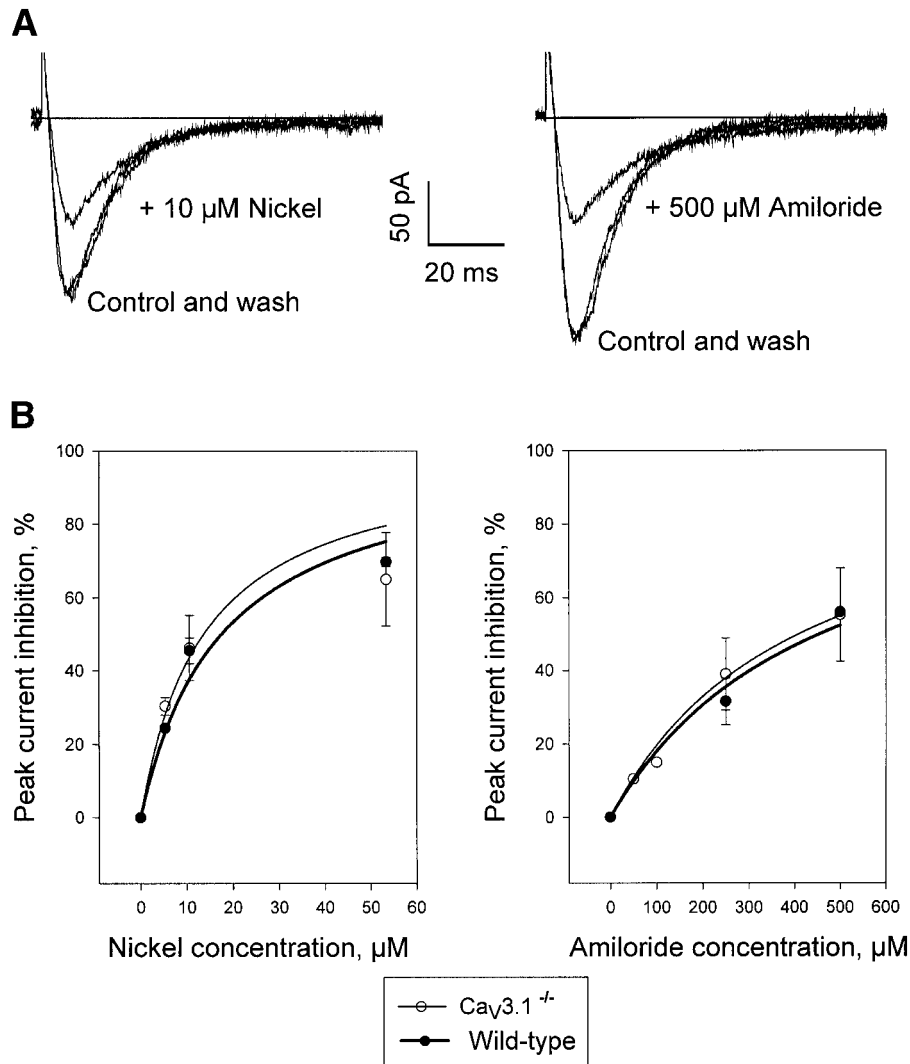 A
+ 10 µM Nickel
Control and wash
50 pA
20 ms
+ 500 µM Amiloride
Control and wash
B
Peak current inhibition, %
100
80
60
40
20
0
0 10 20 30 40 50 60
Nickel concentration, µM
Peak current inhibition, %
100
80
60
40
20
0
0 100 200 300 400 500 600
Amiloride concentration, µM
CaV3.1 -/-
Wild-type